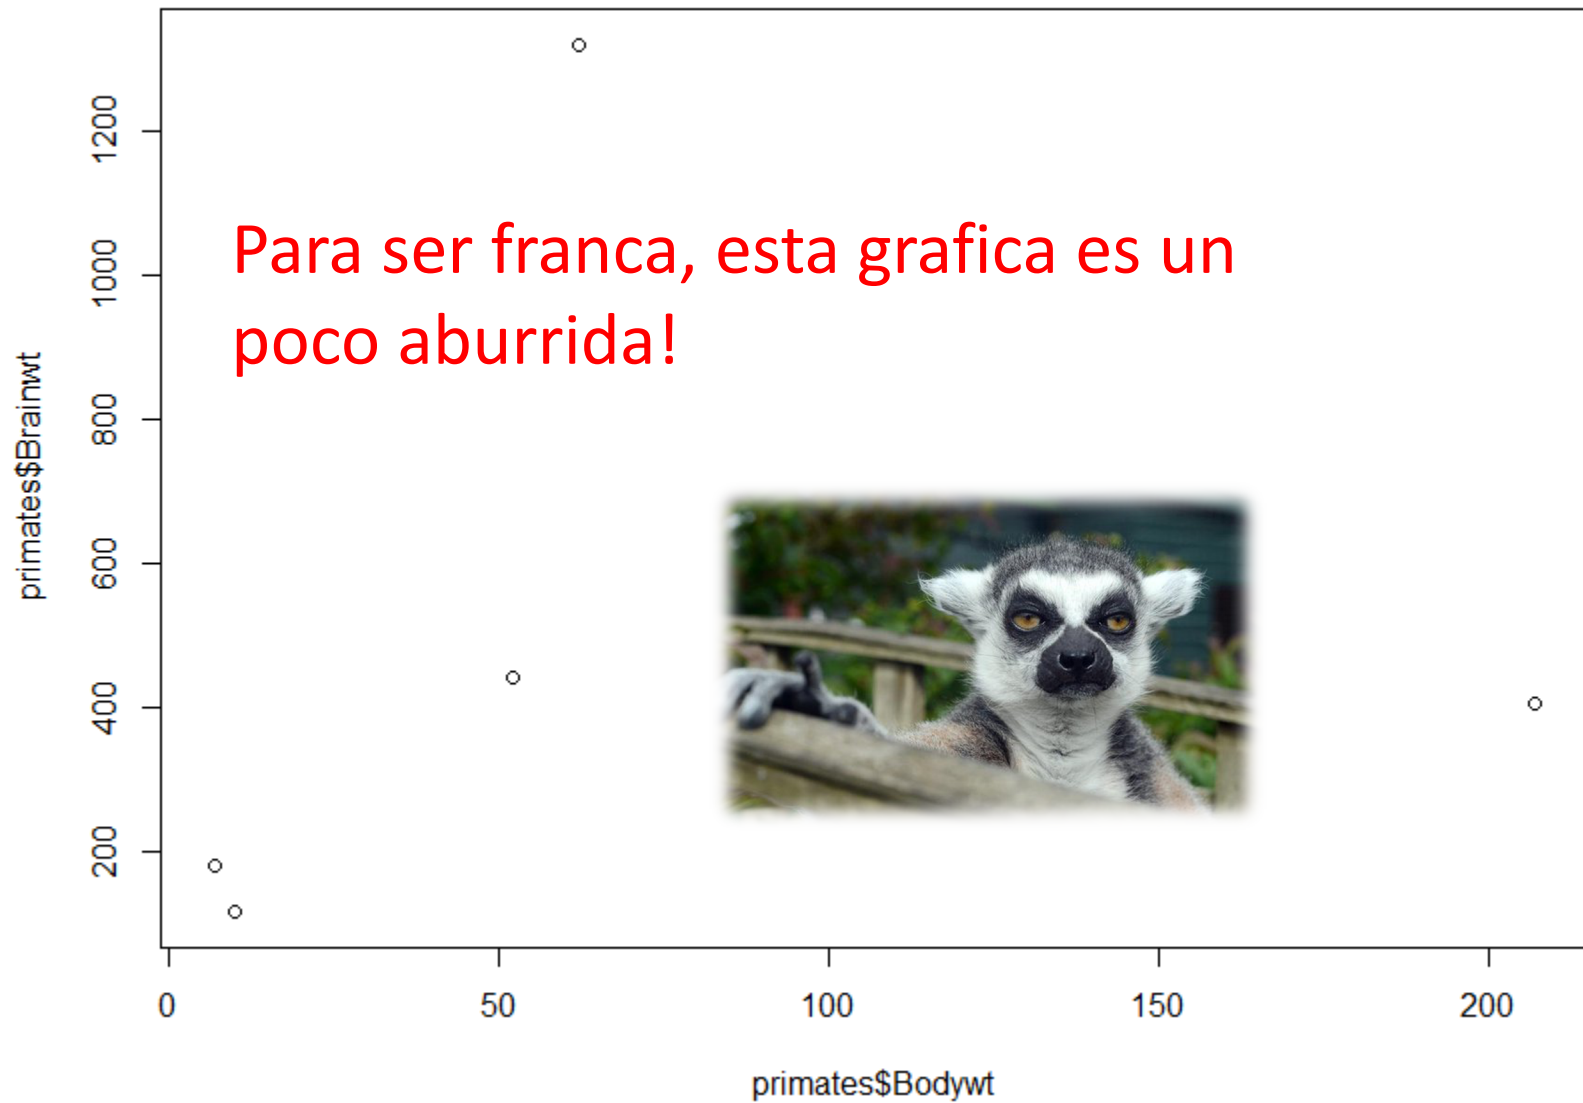 1200
1000
800
600
400
200
primates$Brainwt
Para ser franca, esta grafica es un
poco aburrida!
0 50 100 150 200
primates$Bodywt